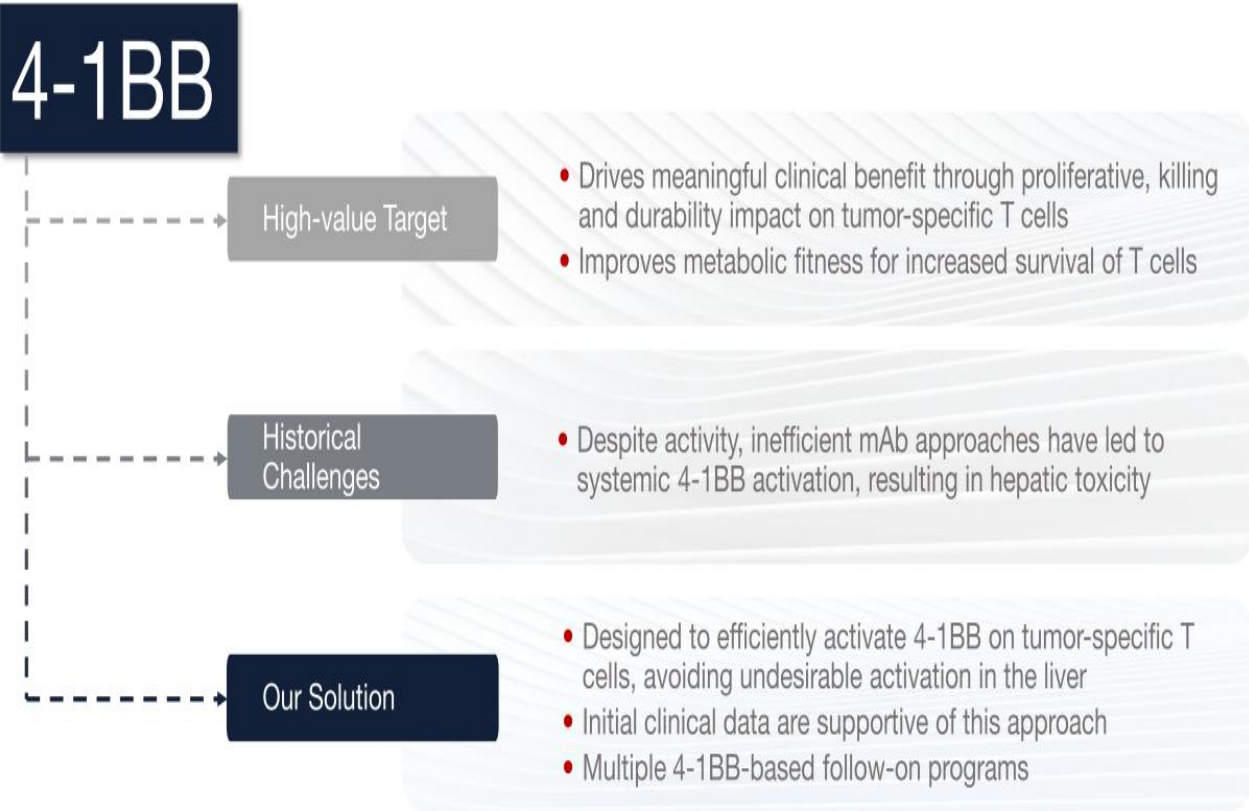 4-1BB
High-value Target
• Drives meaningful clinical benefit through proliferative, killing
and durability impact on tumor-specific T cells
• Improves metabolic fitness for increased survival of T cells
Historical
Challenges
• Despite activity, inefficient mAb approaches have led to
systemic 4-1BB activation, resulting in hepatic toxicity
Our Solution
• Designed to efficiently activate 4-1BB on tumor-specific T
cells, avoiding undesirable activation in the liver
• Initial clinical data are supportive of this approach
• Multiple 4-1BB-based follow-on programs